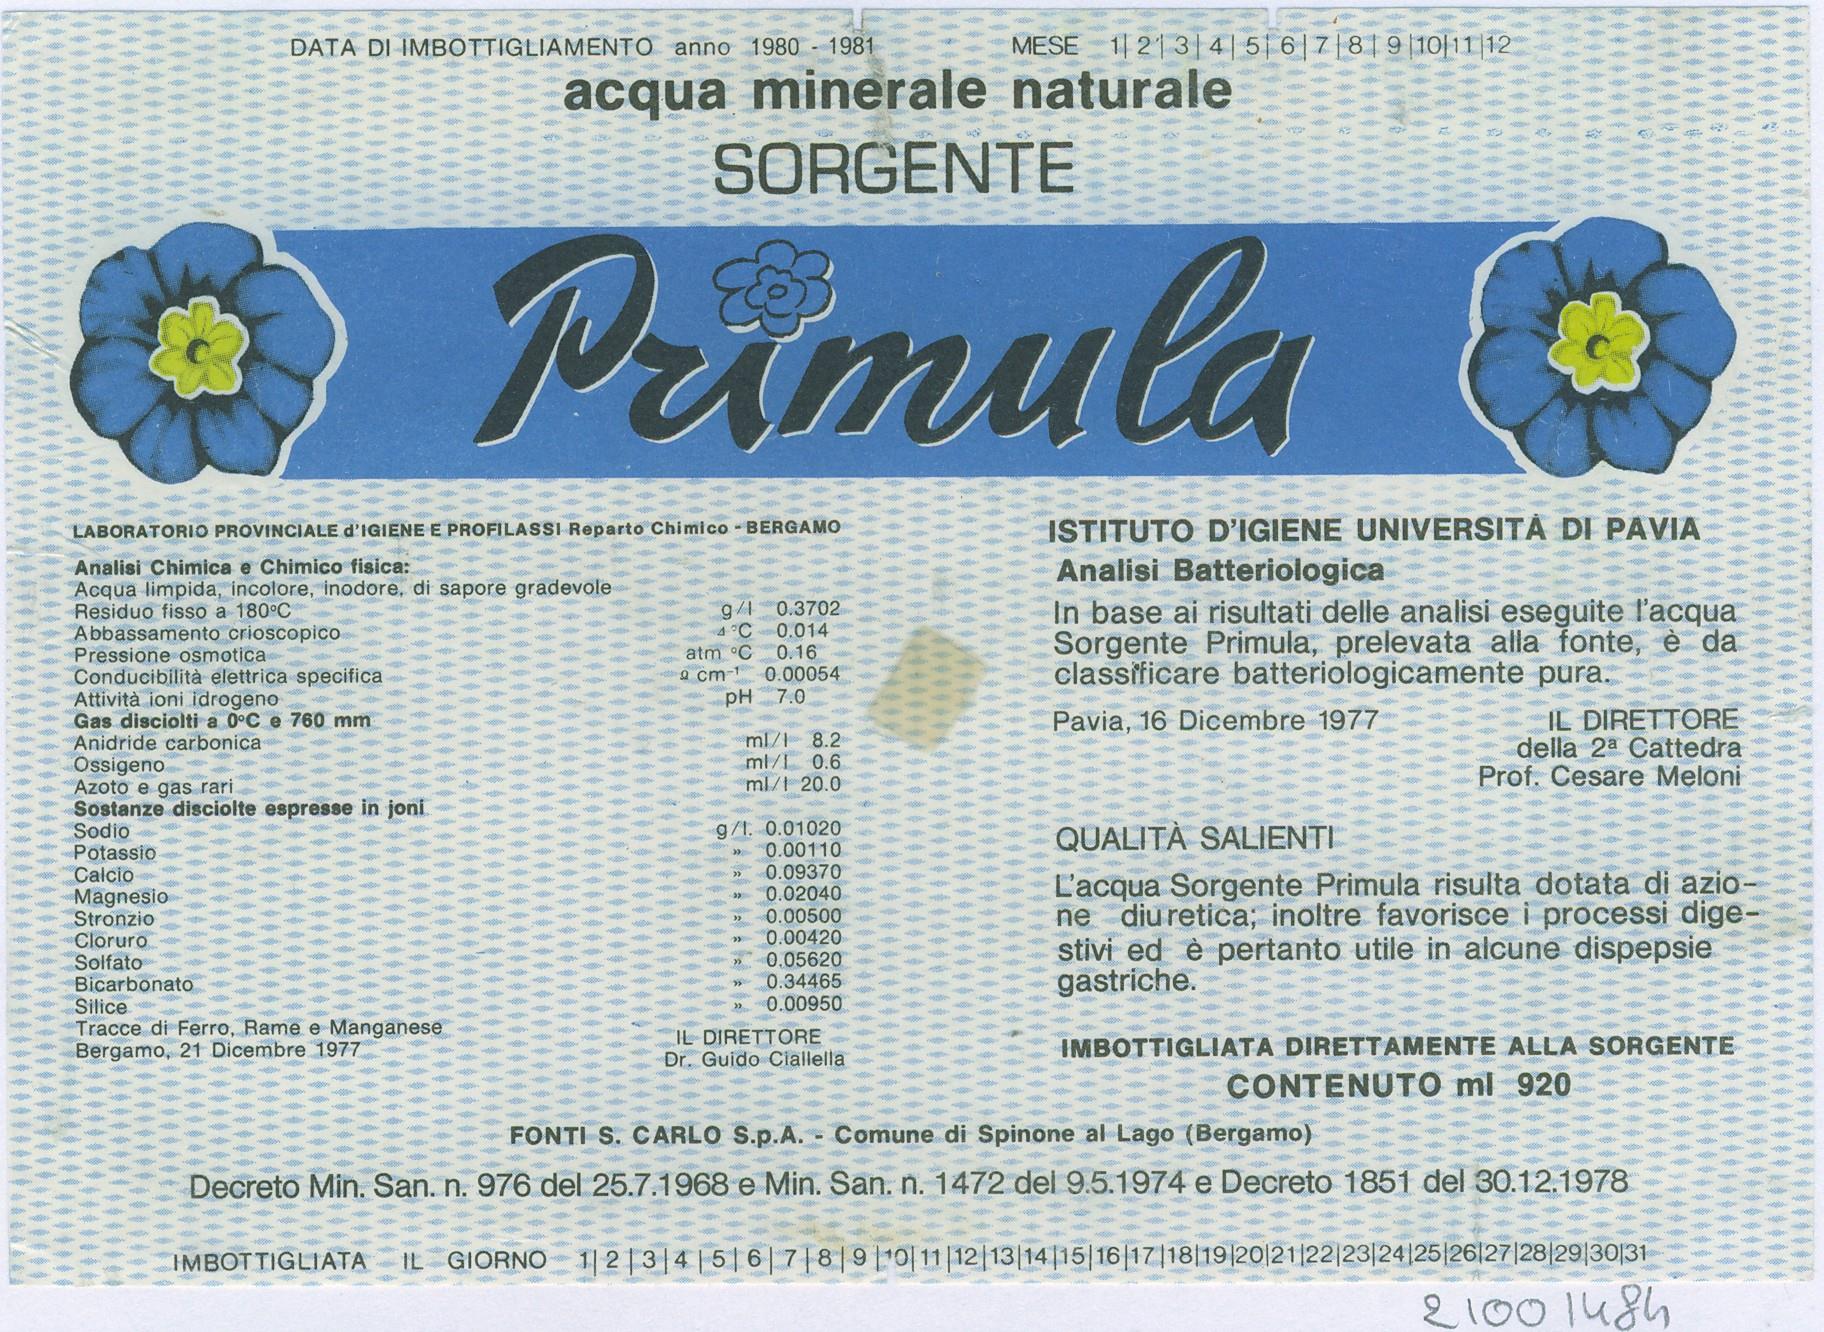 DATA DI IMBOTTIGLIAMENTO anno 1980 - 1981 MESE 1| 2| 3| 4| 5| 6| 7| 8| 9 |10|11|12
acqua minerale naturale
SORGENTE
Primula
LABORATORIO PROVINCIALE d'IGIENE E PROFILASSI Reparto Chimico - BERGAMO
Analisi Chimica e Chimico fisica:
Acqua limpida, incolore, inodore, di sapore gradevole
Residuo fisso a 180°C g/l 0.3702
Abbassamento crioscopico Δ °C 0.014
Pressione osmotica atm °C 0.16
Conducibilità elettrica specifica Ω cm⁻¹ 0.00054
Attività ioni idrogeno pH 7.0
Gas disciolti a 0°C e 760 mm
Anidride carbonica ml/l 8.2
Ossigeno ml/l 0.6
Azoto e gas rari ml/l 20.0
Sostanze disciolte espresse in joni
Sodio g/l. 0.01020
Potassio » 0.00110
Calcio » 0.09370
Magnesio » 0.02040
Stronzio » 0.00500
Cloruro » 0.00420
Solfato » 0.05620
Bicarbonato » 0.34465
Silice » 0.00950
Tracce di Ferro, Rame e Manganese
Bergamo, 21 Dicembre 1977
IL DIRETTORE
Dr. Guido Ciallella
ISTITUTO D'IGIENE UNIVERSITÀ DI PAVIA
Analisi Batteriologica
In base ai risultati delle analisi eseguite l'acqua
Sorgente Primula, prelevata alla fonte, è da
classificare batteriologicamente pura.
Pavia, 16 Dicembre 1977 IL DIRETTORE
della 2ª Cattedra
Prof. Cesare Meloni
QUALITÀ SALIENTI
L'acqua Sorgente Primula risulta dotata di azio-
ne diuretica; inoltre favorisce i processi dige-
stivi ed è pertanto utile in alcune dispepsie
gastriche.
IMBOTTIGLIATA DIRETTAMENTE ALLA SORGENTE
CONTENUTO ml 920
FONTI S. CARLO S.p.A. - Comune di Spinone al Lago (Bergamo)
Decreto Min. San. n. 976 del 25.7.1968 e Min. San. n. 1472 del 9.5.1974 e Decreto 1851 del 30.12.1978
IMBOTTIGLIATA IL GIORNO 1| 2 | 3 | 4 | 5 | 6 | 7 | 8 | 9 |10|11|12|13|14|15|16|17|18|19|20|21|22|23|24|25|26|27|28|29|30|31
21001484